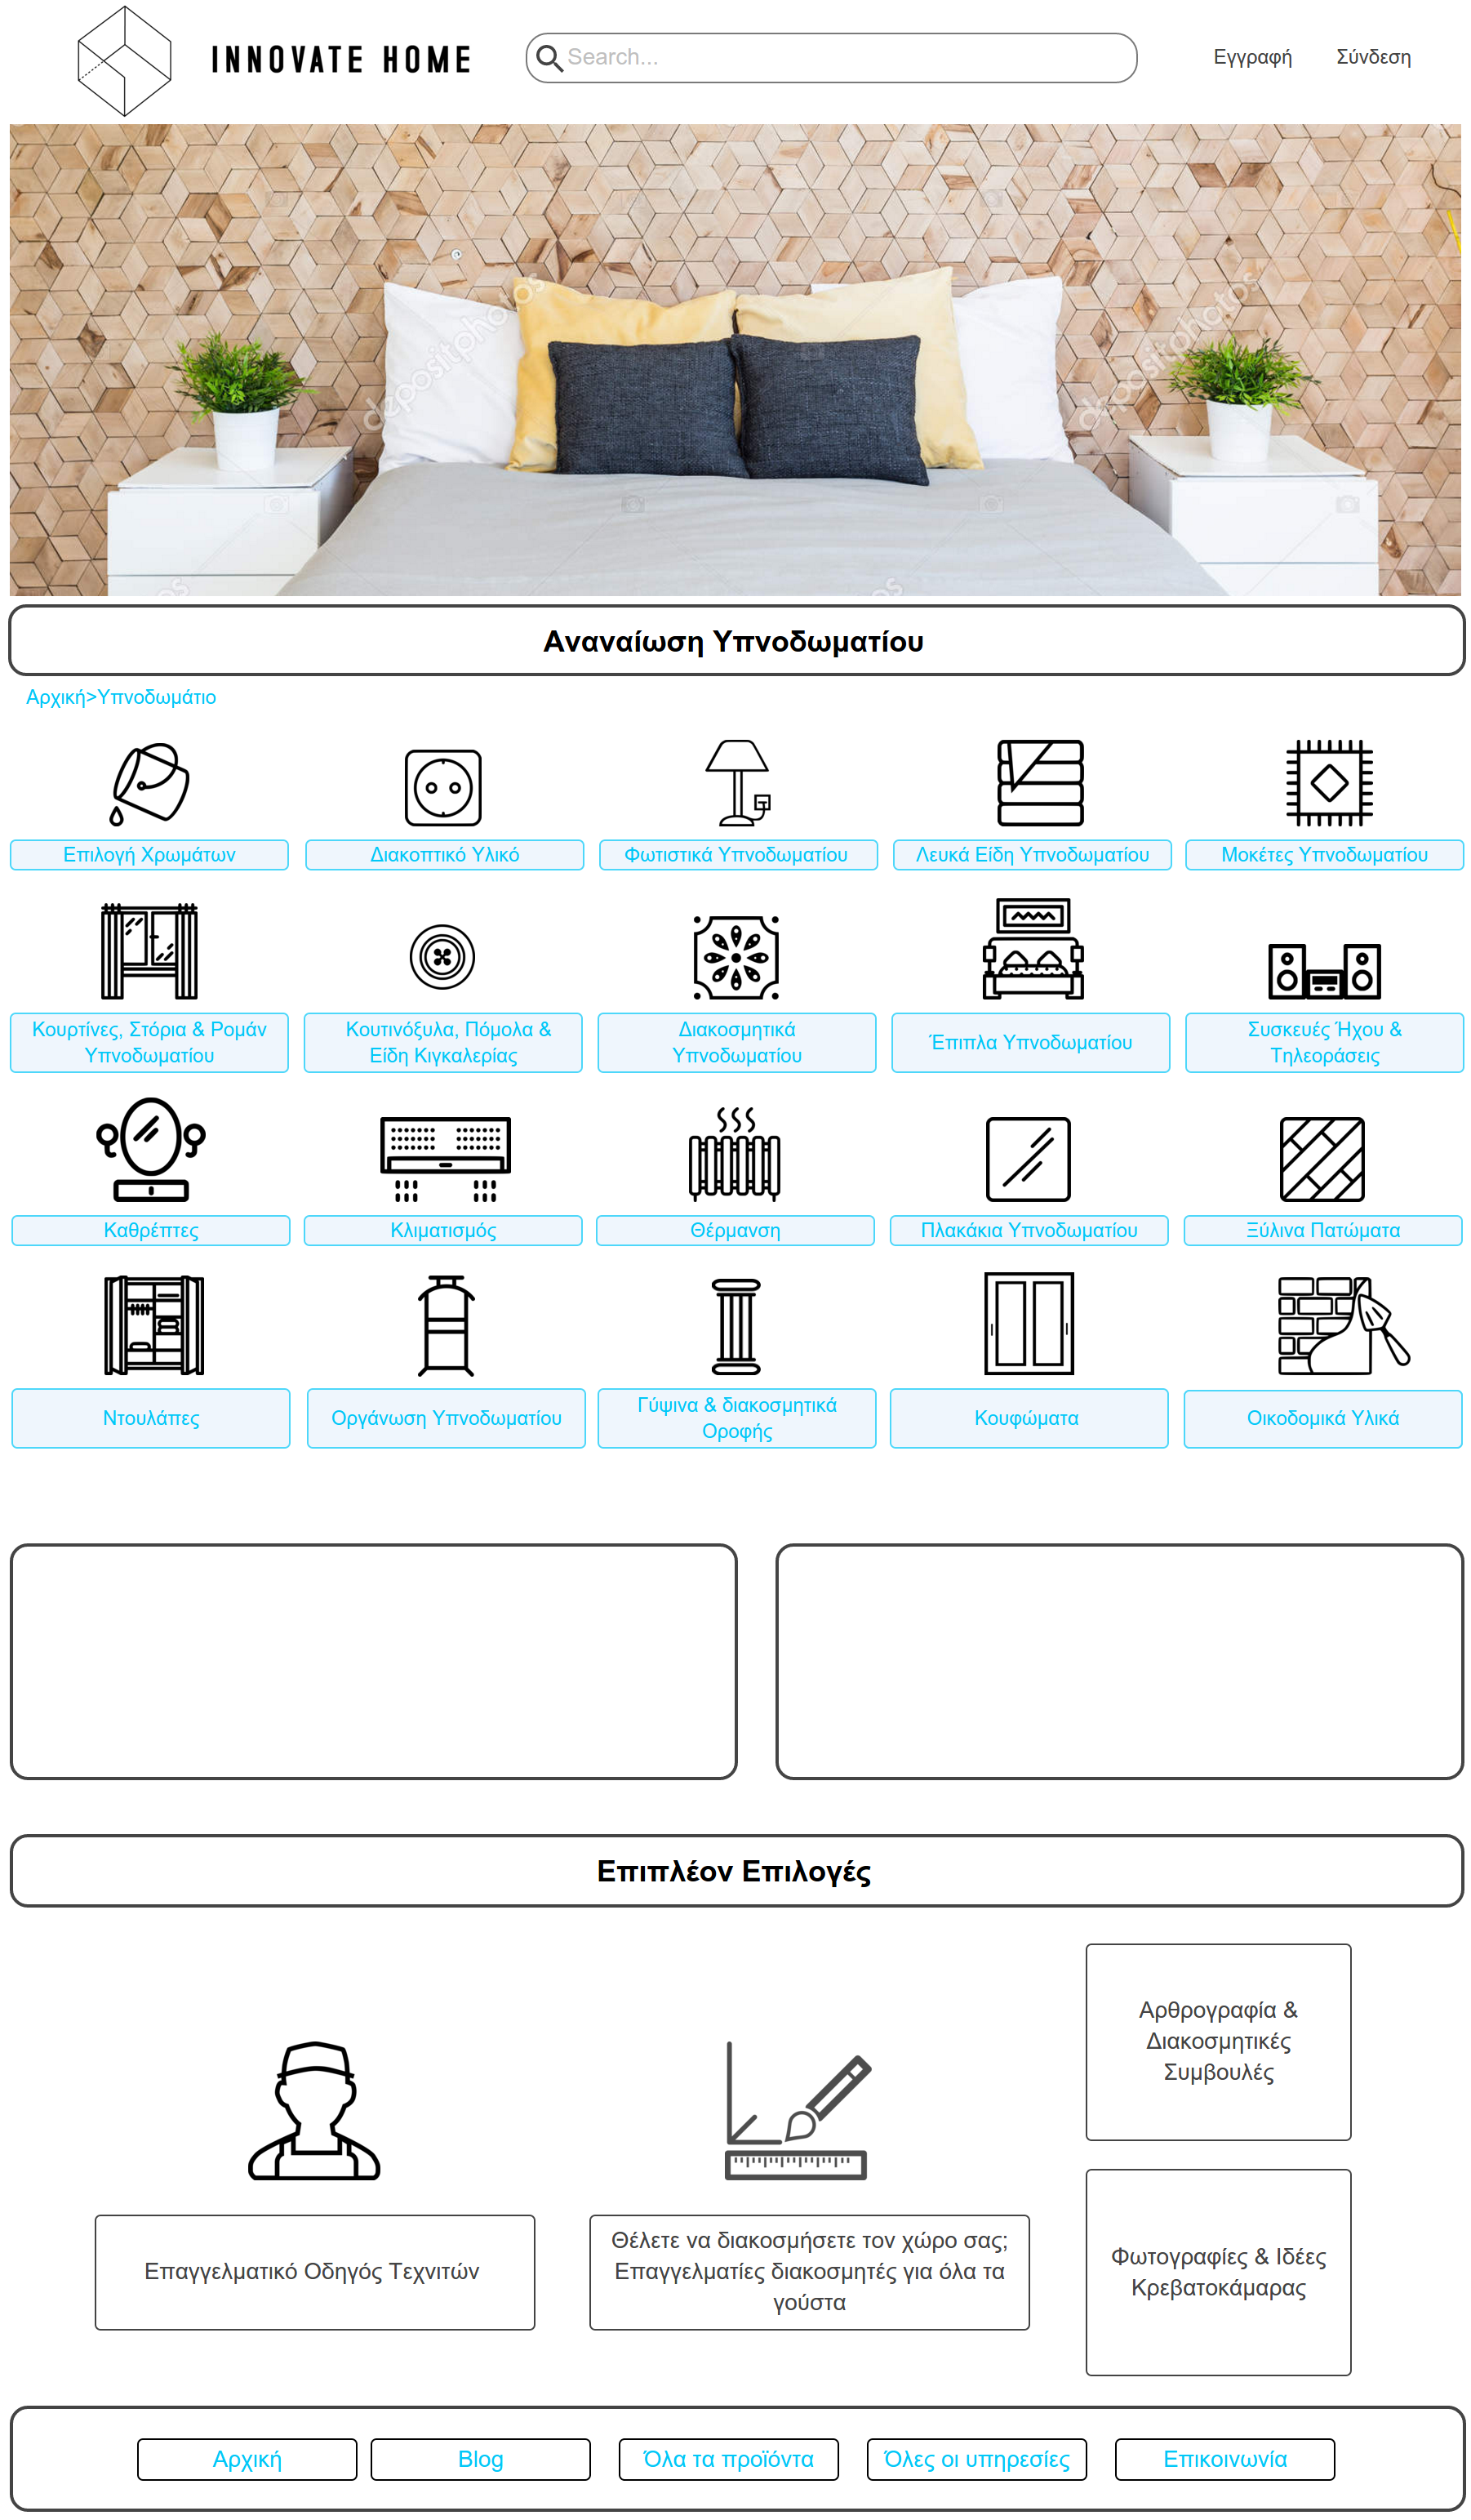 INNOVATE HOME
Search...
Εγγραφή
Σύνδεση
depositphotos
depositphotos
Αναναίωση Υπνοδωματίου
Αρχική>Υπνοδωμάτιο
Επιλογή Χρωμάτων
Διακοπτικό Υλικό
Φωτιστικά Υπνοδωματίου
Λευκά Είδη Υπνοδωματίου
Μοκέτες Υπνοδωματίου
Κουρτίνες, Στόρια & Ρομάν
Υπνοδωματίου
Κουτινόξυλα, Πόμολα &
Είδη Κιγκαλερίας
Διακοσμητικά
Υπνοδωματίου
Έπιπλα Υπνοδωματίου
Συσκευές Ήχου &
Τηλεοράσεις
Καθρέπτες
Κλιματισμός
Θέρμανση
Πλακάκια Υπνοδωματίου
Ξύλινα Πατώματα
Ντουλάπες
Οργάνωση Υπνοδωματίου
Γύψινα & διακοσμητικά
Οροφής
Κουφώματα
Οικοδομικά Υλικά
Επιπλέον Επιλογές
Αρθρογραφία &
Διακοσμητικές
Συμβουλές
Επαγγελματικό Οδηγός Τεχνιτών
Θέλετε να διακοσμήσετε τον χώρο σας;
Επαγγελματίες διακοσμητές για όλα τα
γούστα
Φωτογραφίες & Ιδέες
Κρεβατοκάμαρας
Αρχική
Blog
Όλα τα προϊόντα
Όλες οι υπηρεσίες
Επικοινωνία